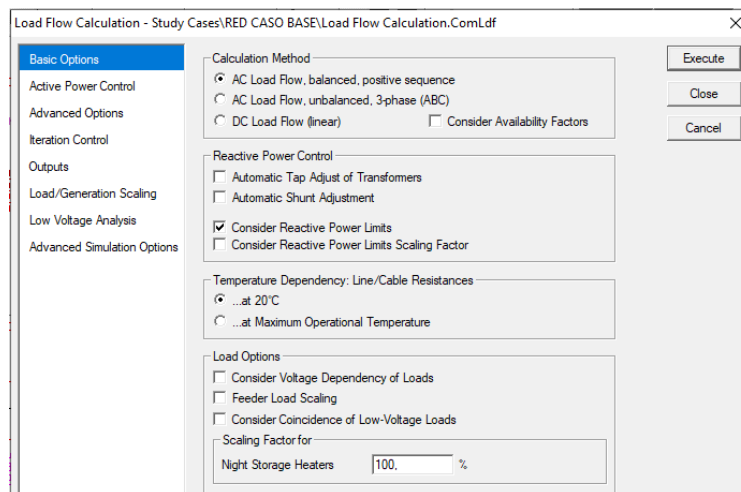 Load Flow Calculation - Study Cases\RED CASO BASE\Load Flow Calculation.ComLdf
Basic Options
Active Power Control
Advanced Options
Iteration Control
Outputs
Load/Generation Scaling
Low Voltage Analysis
Advanced Simulation Options
Calculation Method
AC Load Flow, balanced, positive sequence
AC Load Flow, unbalanced, 3-phase (ABC)
DC Load Flow (linear) Consider Availability Factors
Reactive Power Control
Automatic Tap Adjust of Transformers
Automatic Shunt Adjustment
Consider Reactive Power Limits
Consider Reactive Power Limits Scaling Factor
Temperature Dependency: Line/Cable Resistances
...at 20°C
...at Maximum Operational Temperature
Load Options
Consider Voltage Dependency of Loads
Feeder Load Scaling
Consider Coincidence of Low-Voltage Loads
Scaling Factor for
Night Storage Heaters 100, %
Execute
Close
Cancel